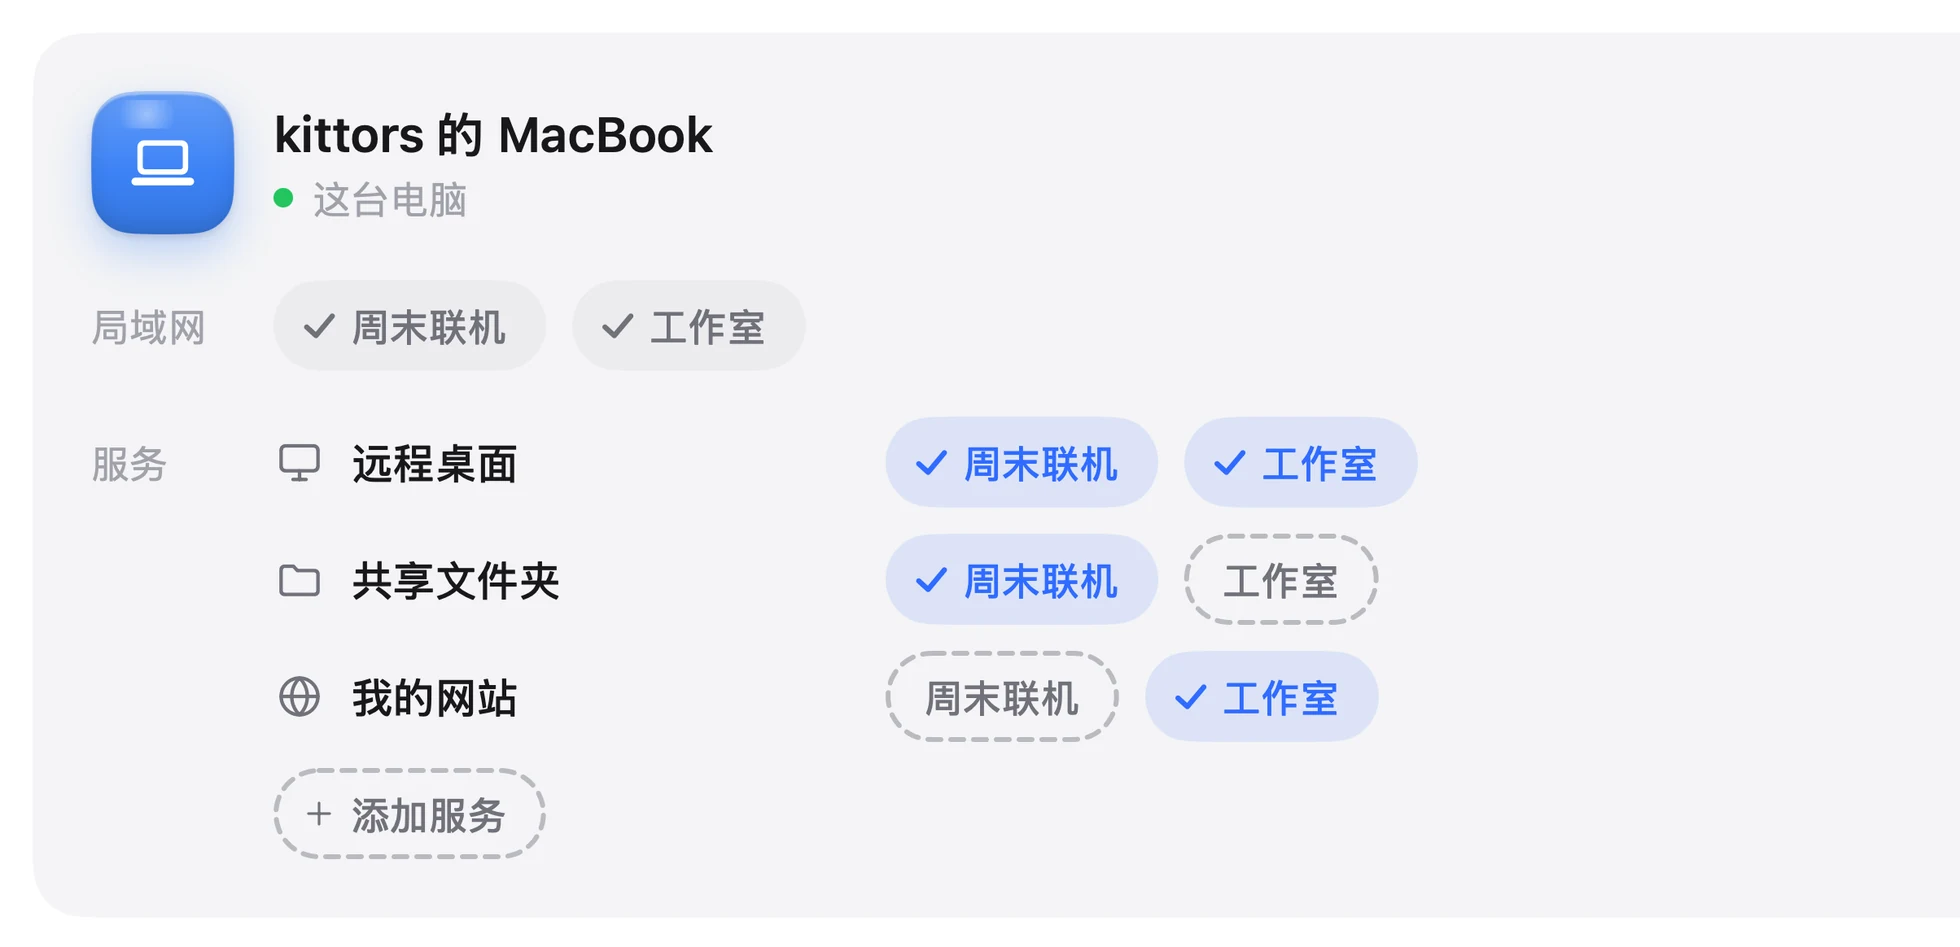 kittors 的 MacBook
这台电脑
局域网 周末联机 工作室
服务 远程桌面 周末联机 工作室
共享文件夹 周末联机 工作室
我的网站 周末联机 工作室
+ 添加服务